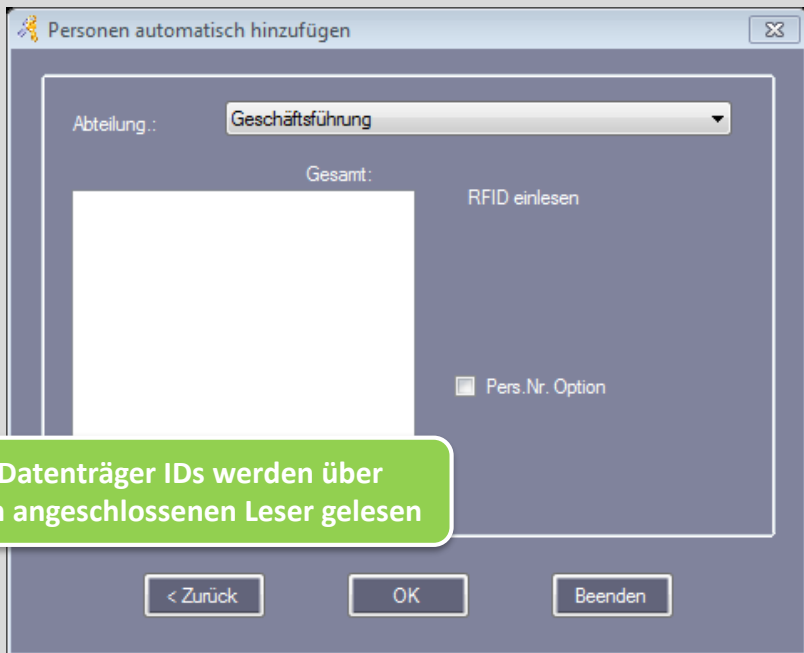 Personen automatisch hinzufügen
Abteilung.:
Geschäftsführung
Gesamt:
RFID einlesen
Pers.Nr. Option
Datenträger IDs werden über
angeschlossenen Leser gelesen
< Zurück
OK
Beenden